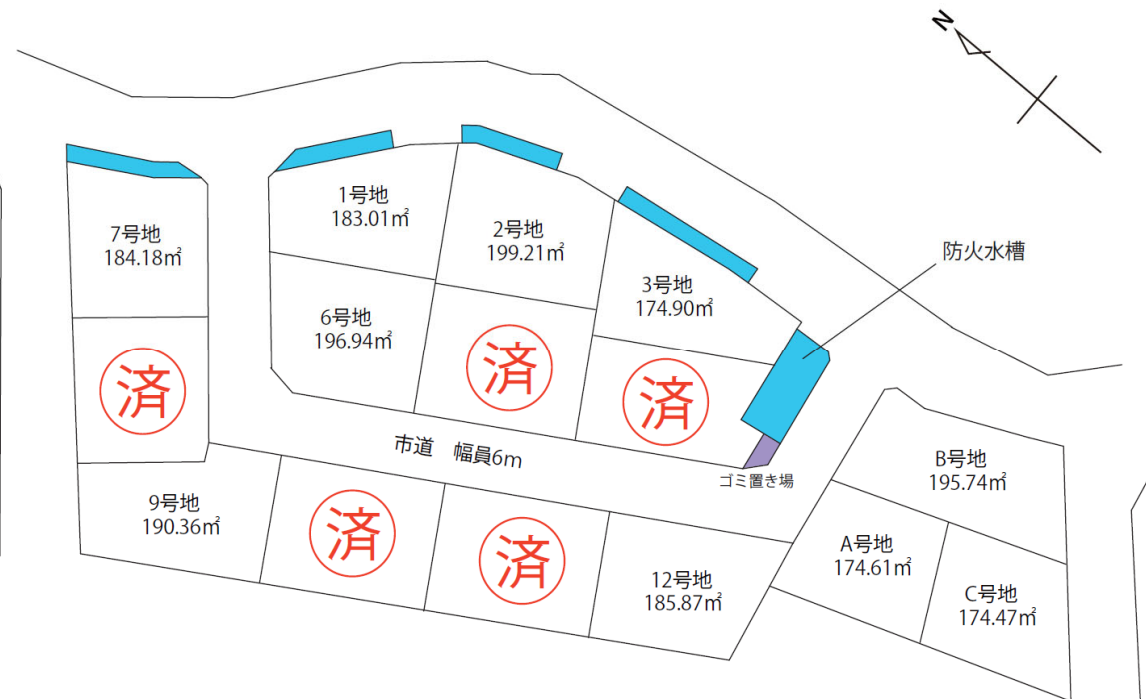 N
1号地
183.01㎡
2号地
199.21㎡
7号地
184.18㎡
防火水槽
3号地
174.90㎡
6号地
196.94㎡
済
済
済
市道 幅員6m
ゴミ置き場
B号地
195.74㎡
9号地
190.36㎡
済
済
A号地
174.61㎡
12号地
185.87㎡
C号地
174.47㎡